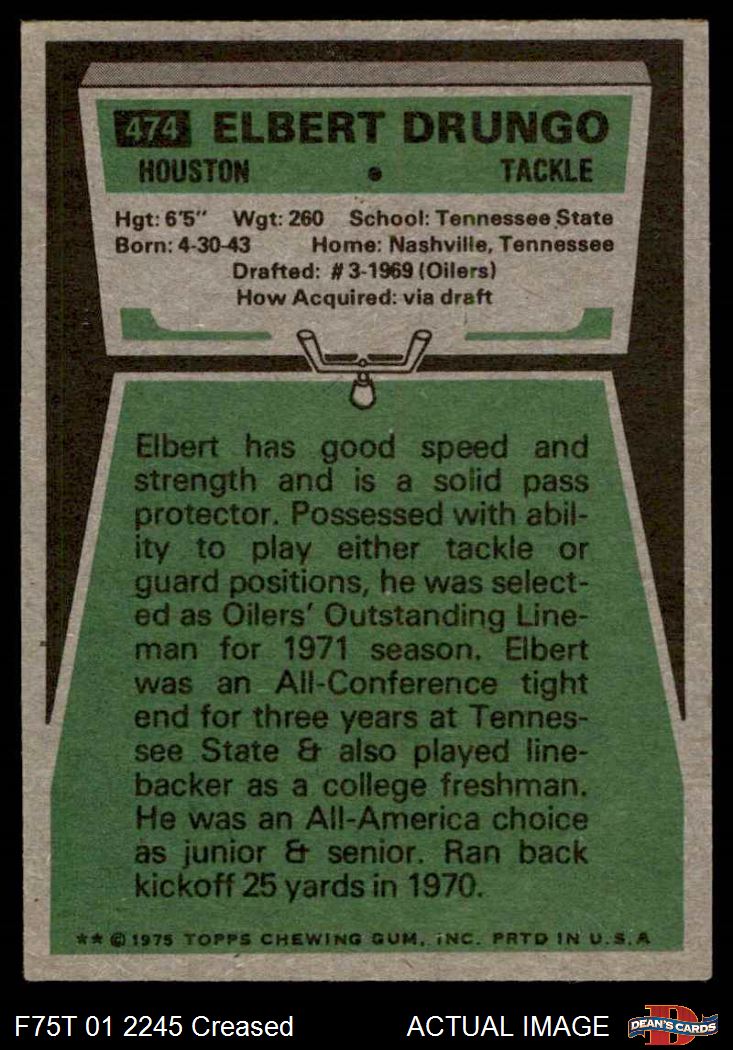 474 ELBERT DRUNGO
HOUSTON • TACKLE
Hgt: 6'5" Wgt: 260 School: Tennessee State
Born: 4-30-43 Home: Nashville, Tennessee
Drafted: #3-1969 (Oilers)
How Acquired: via draft
Elbert has good speed and
strength and is a solid pass
protector. Possessed with abil-
ity to play either tackle or
guard positions, he was select-
ed as Oilers' Outstanding Line-
man for 1971 season. Elbert
was an All-Conference tight
end for three years at Tennes-
see State & also played line-
backer as a college freshman.
He was an All-America choice
as junior & senior. Ran back
kickoff 25 yards in 1970.
** © 1975 TOPPS CHEWING GUM, INC. PRTD IN U.S.A
F75T 01 2245 Creased ACTUAL IMAGE DEAN'S CARDS